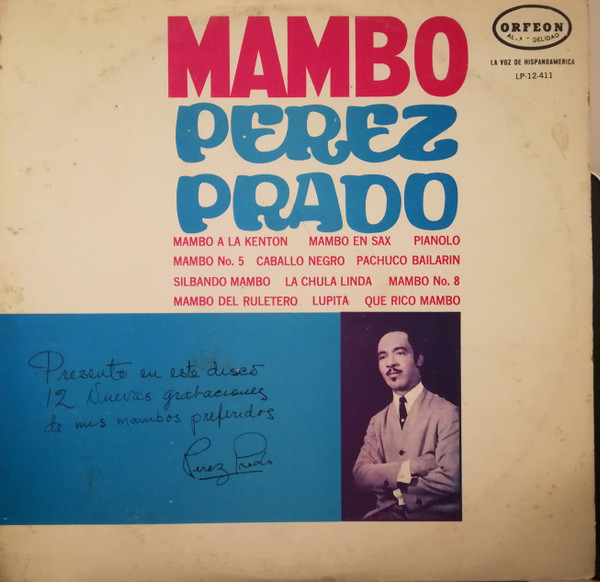 ORFEON
ALTA FIDELIDAD
LA VOZ DE HISPANOAMERICA
LP-12-411
MAMBO
PEREZ
PRADO
MAMBO A LA KENTON MAMBO EN SAX PIANOLO
MAMBO No. 5 CABALLO NEGRO PACHUCO BAILARIN
SILBANDO MAMBO LA CHULA LINDA MAMBO No. 8
MAMBO DEL RULETERO LUPITA QUE RICO MAMBO
Presento en este disco
12 Nuevas grabaciones
de mis mambos preferidos
Perez Prado